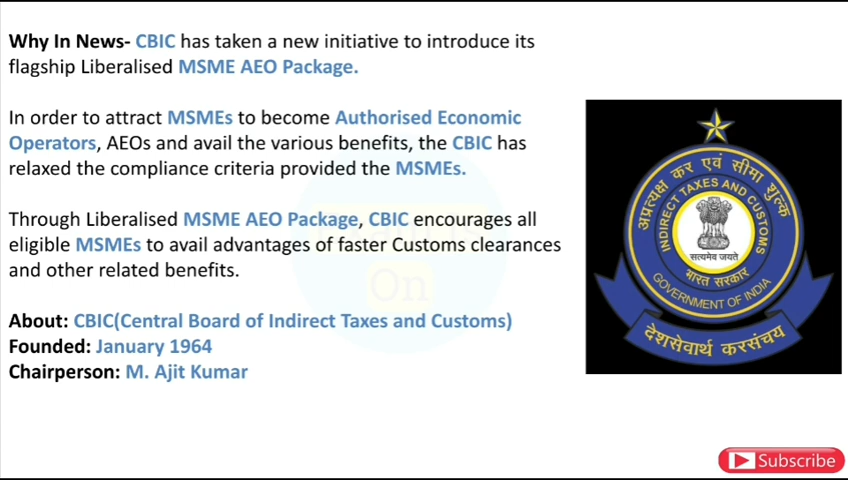 Why In News- CBIC has taken a new initiative to introduce its
flagship Liberalised MSME AEO Package.
In order to attract MSMEs to become Authorised Economic
Operators, AEOs and avail the various benefits, the CBIC has
relaxed the compliance criteria provided the MSMEs.
Through Liberalised MSME AEO Package, CBIC encourages all
eligible MSMEs to avail advantages of faster Customs clearances
and other related benefits.
On
About: CBIC(Central Board of Indirect Taxes and Customs)
Founded: January 1964
Chairperson: M. Ajit Kumar
अप्रत्यक्ष कर एवं सीमा शुल्क
INDIRECT TAXES AND CUSTOMS
सत्यमेव जयते
भारत सरकार
GOVERNMENT OF INDIA
देशसेवार्थ करसंचय
Subscribe